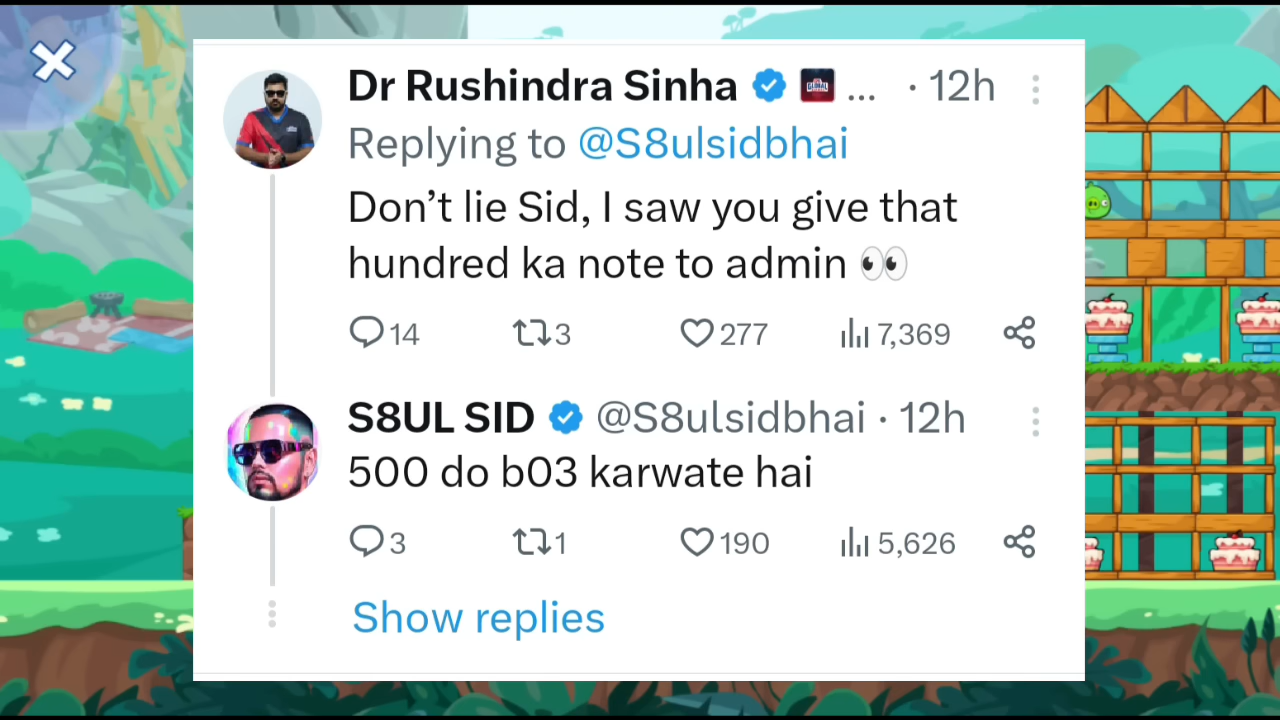 Dr Rushindra Sinha ... · 12h
Replying to @S8ulsidbhai
Don't lie Sid, I saw you give that
hundred ka note to admin 👀
14 3 277 7,369
S8UL SID @S8ulsidbhai · 12h
500 do b03 karwate hai
3 1 190 5,626
Show replies